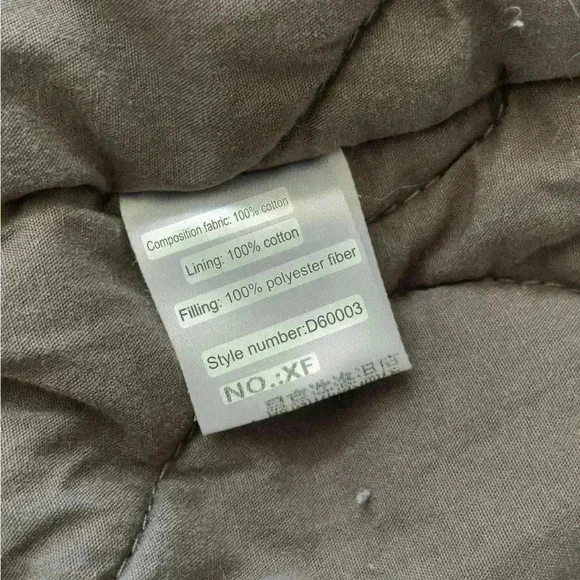 Composition fabric: 100% cotton
Lining: 100% cotton
Filling: 100% polyester fiber
Style number:D60003
NO.:XF